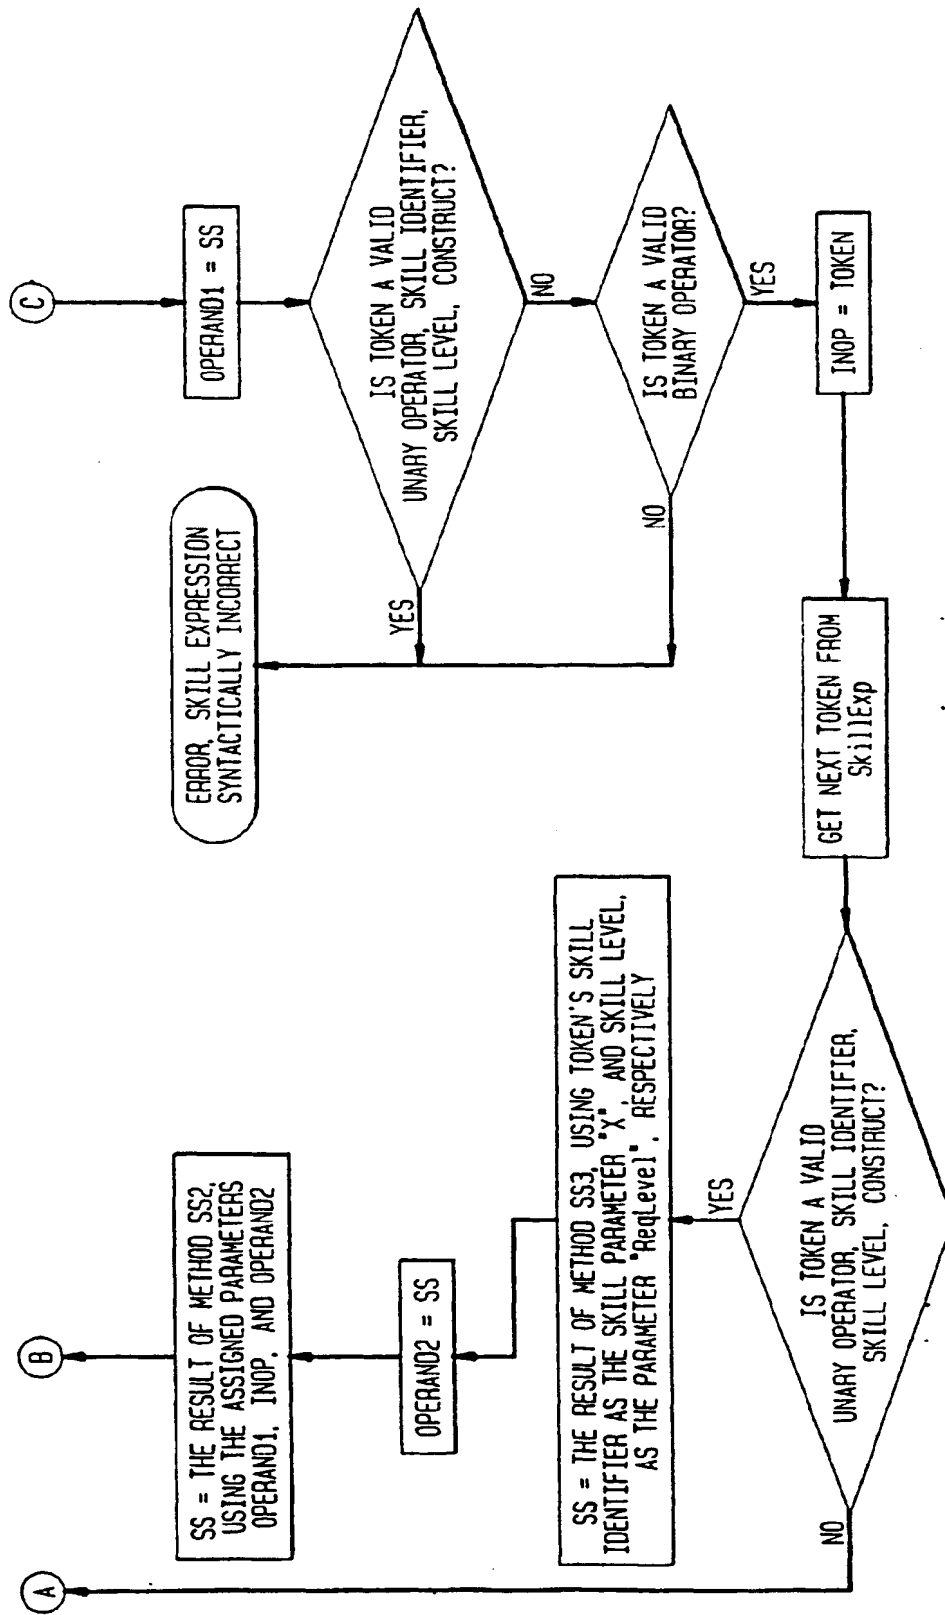 A
B
C
SS = THE RESULT OF METHOD SS2,
USING THE ASSIGNED PARAMETERS
OPERAND1, INOP, AND OPERAND2
ERROR, SKILL EXPRESSION
SYNTACTICALLY INCORRECT
OPERAND1 = SS
OPERAND2 = SS
YES
IS TOKEN A VALID
UNARY OPERATOR, SKILL IDENTIFIER,
SKILL LEVEL, CONSTRUCT?
NO
SS = THE RESULT OF METHOD SS3, USING TOKEN'S SKILL
IDENTIFIER AS THE SKILL PARAMETER "X", AND SKILL LEVEL,
AS THE PARAMETER "ReqLevel", RESPECTIVELY
NO
IS TOKEN A VALID
BINARY OPERATOR?
YES
YES
IS TOKEN A VALID
UNARY OPERATOR, SKILL IDENTIFIER,
SKILL LEVEL, CONSTRUCT?
NO
GET NEXT TOKEN FROM
SkillExp
INOP = TOKEN